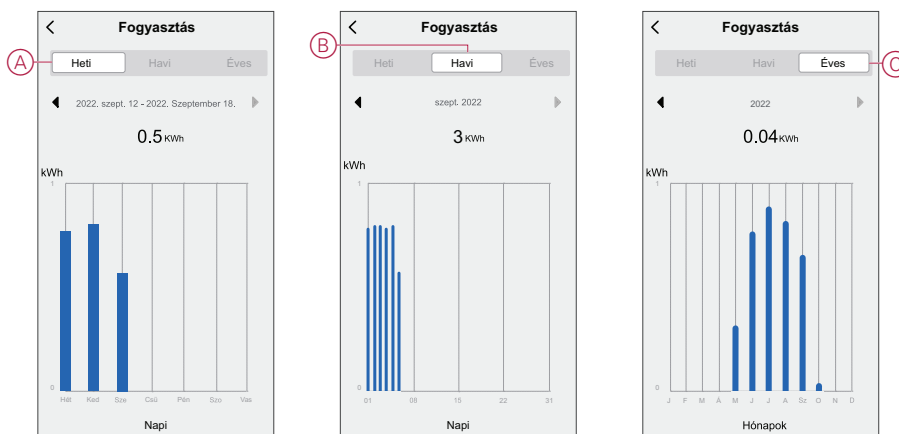 Fogyasztás
A
Heti Havi Éves
2022. szept. 12 - 2022. Szeptember 18.
0.5 KWh
kWh
1
0
Hét Ked Sze Csü Pén Szo Vas
Napi
Fogyasztás
B
Heti Havi Éves
szept. 2022
3 KWh
kWh
1
0
01 08 15 22 31
Napi
Fogyasztás
C
Heti Havi Éves
2022
0.04 KWh
kWh
1
0
J F M Á M J J A Sz O N D
Hónapok